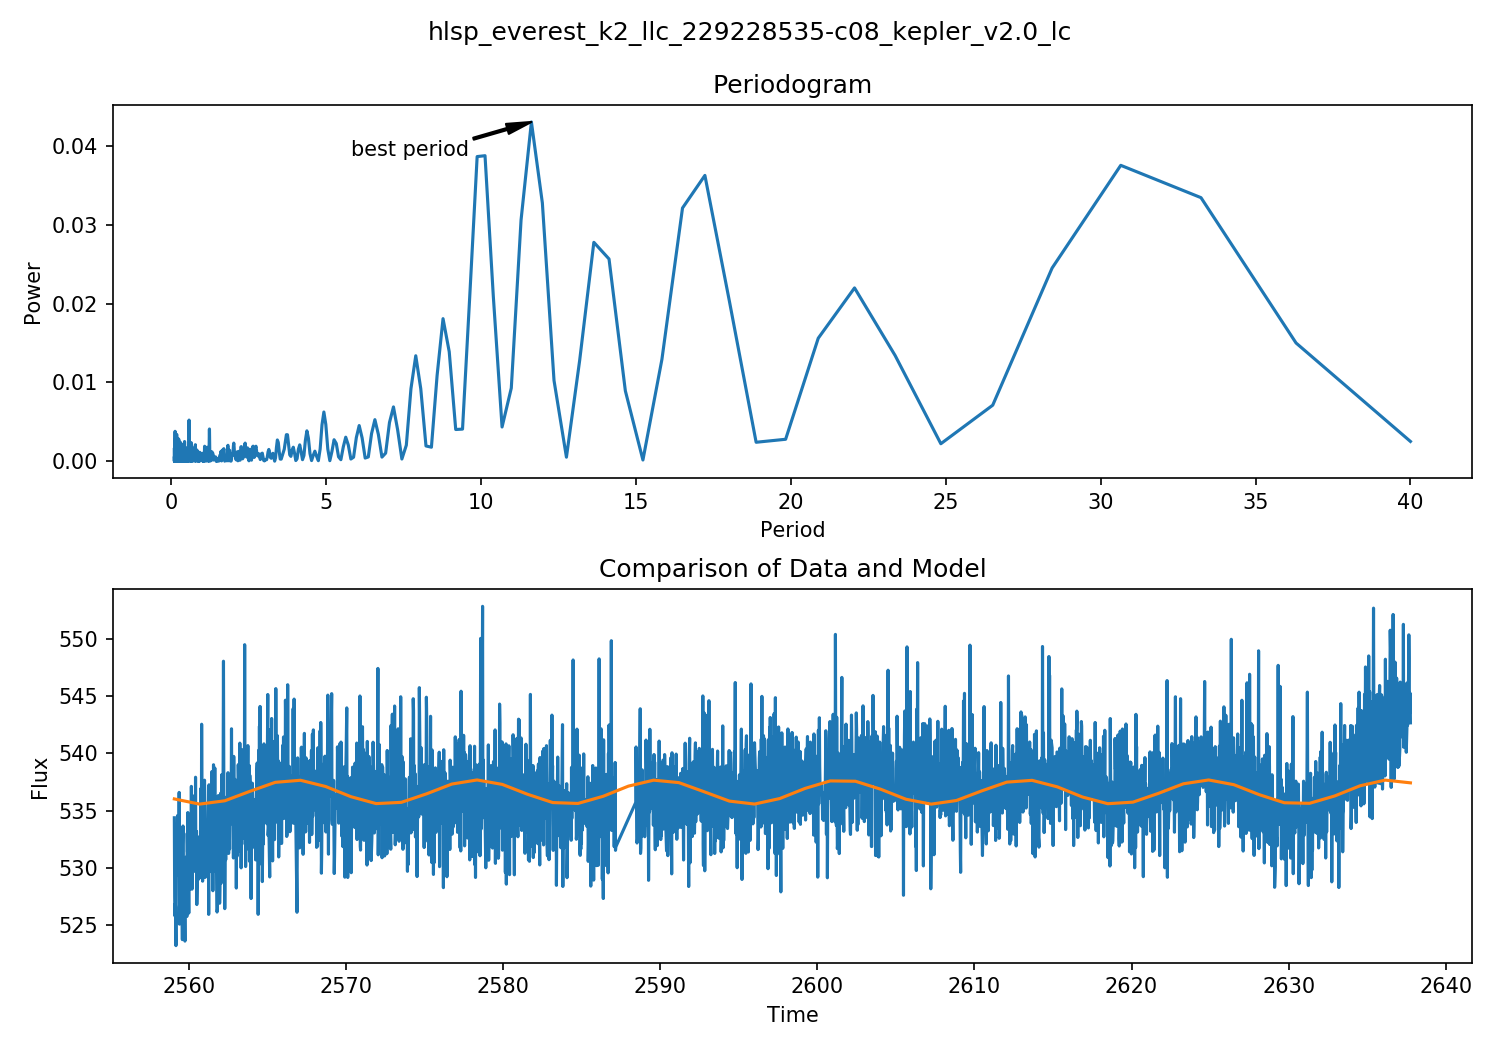 hlsp_everest_k2_llc_229228535-c08_kepler_v2.0_lc
Periodogram
best period
Power
0.04
0.03
0.02
0.01
0.00
0 5 10 15 20 25 30 35 40
Period
Comparison of Data and Model
Flux
550
545
540
535
530
525
2560 2570 2580 2590 2600 2610 2620 2630 2640
Time